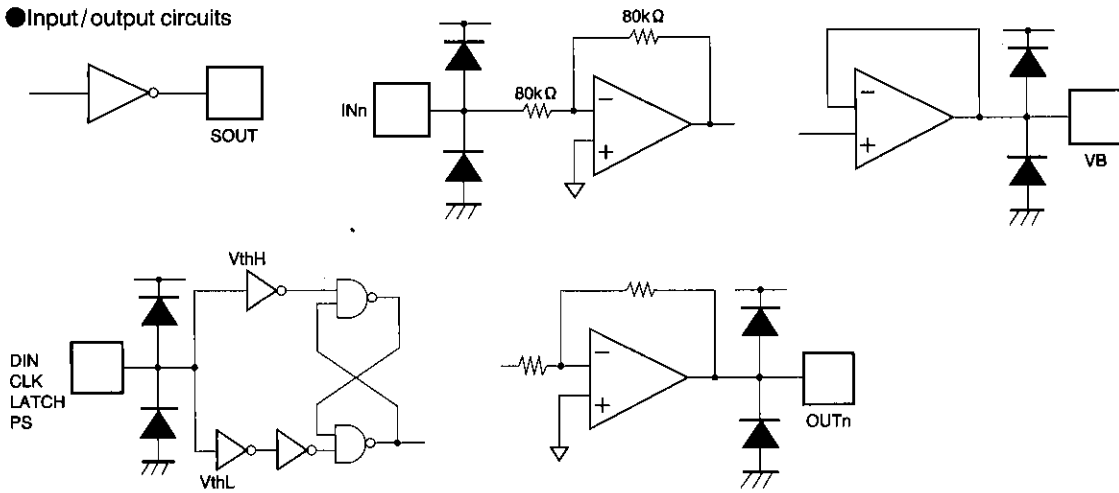 ●Input/output circuits
SOUT
INn
80kΩ
80kΩ
−
+
−
+
VB
DIN
CLK
LATCH
PS
VthH
VthL
−
+
OUTn